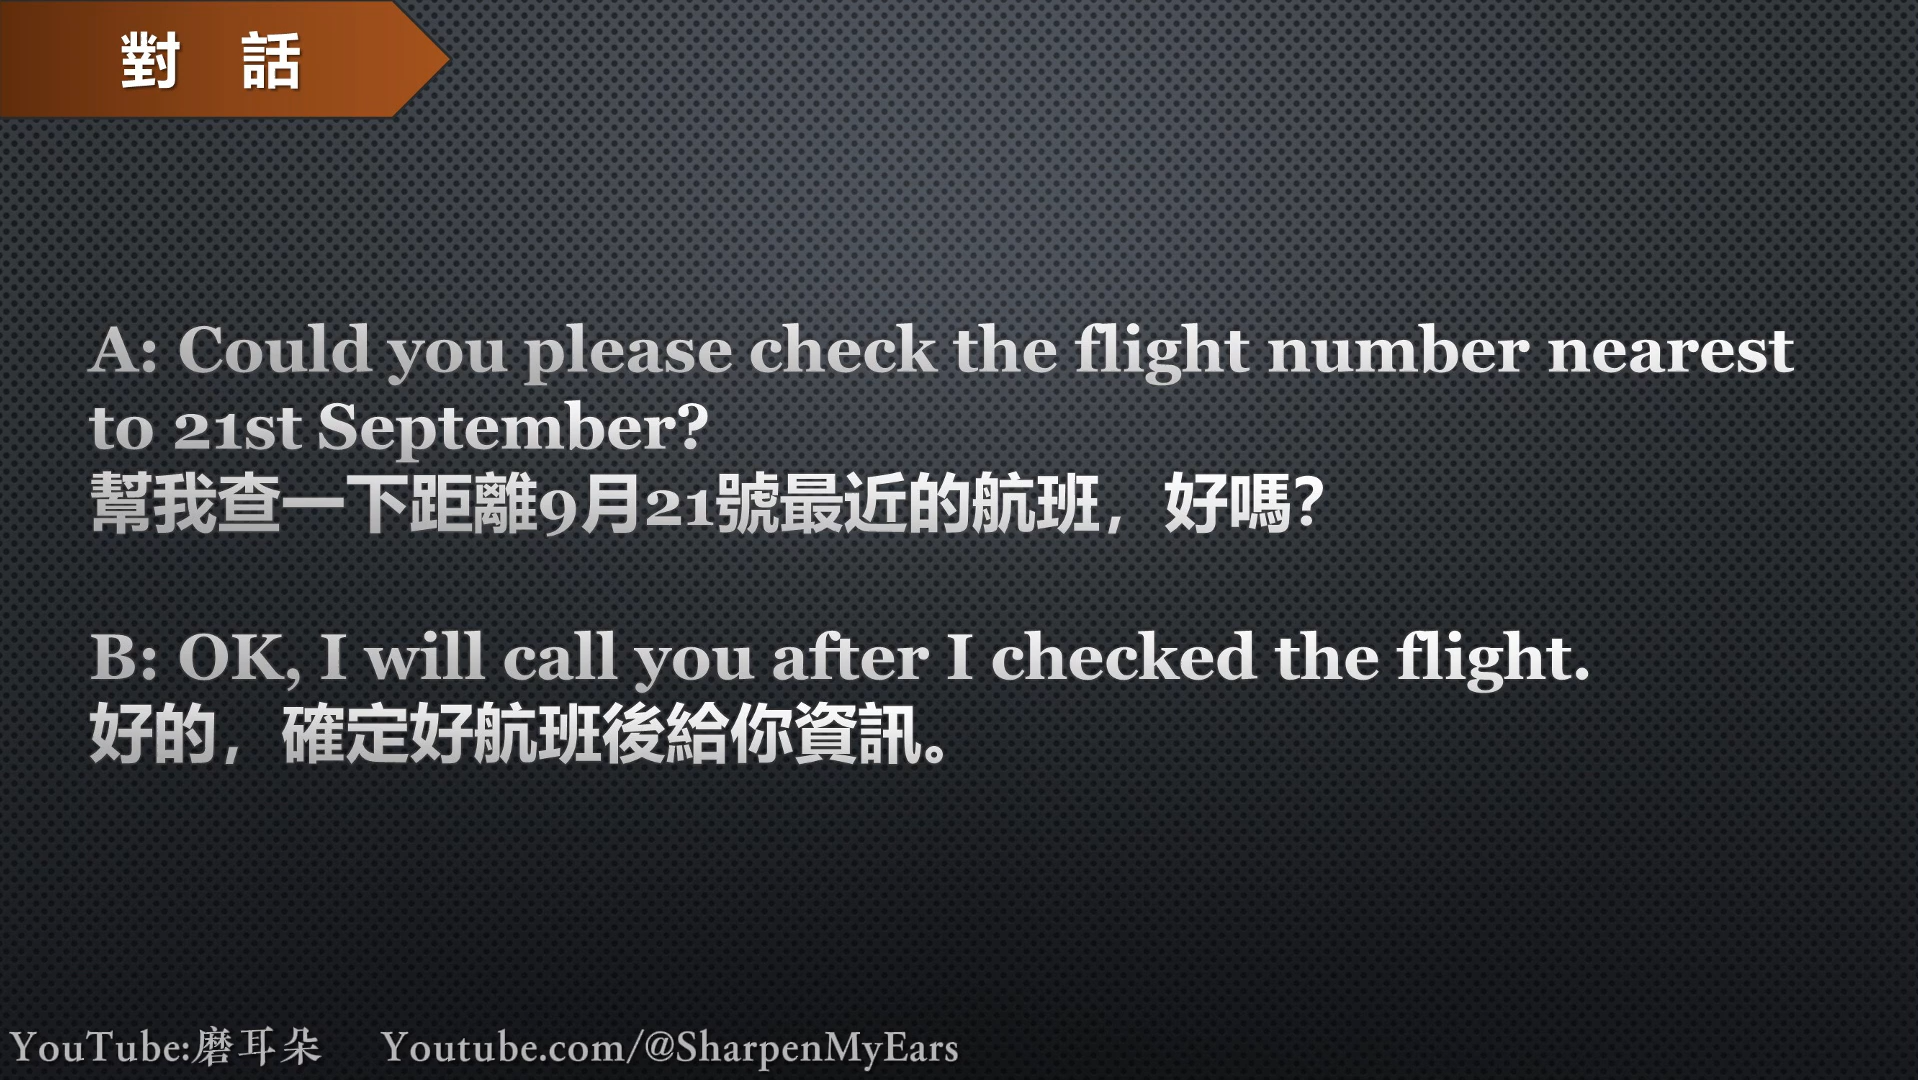 對 話
A: Could you please check the flight number nearest
to 21st September?
幫我查一下距離9月21號最近的航班，好嗎?
B: OK, I will call you after I checked the flight.
好的，確定好航班後給你資訊。
YouTube:磨耳朵 Youtube.com/@SharpenMyEars